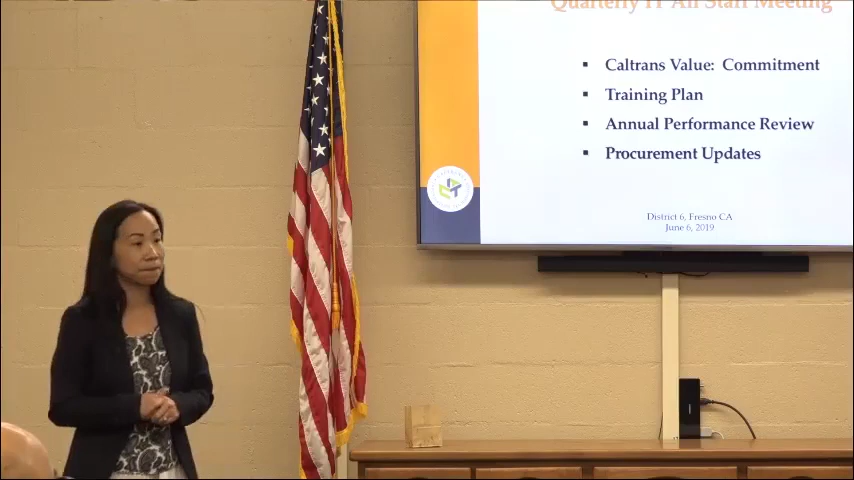 Quarterly IT All Staff Meeting
▪ Caltrans Value: Commitment
▪ Training Plan
▪ Annual Performance Review
▪ Procurement Updates
District 6, Fresno CA
June 6, 2019